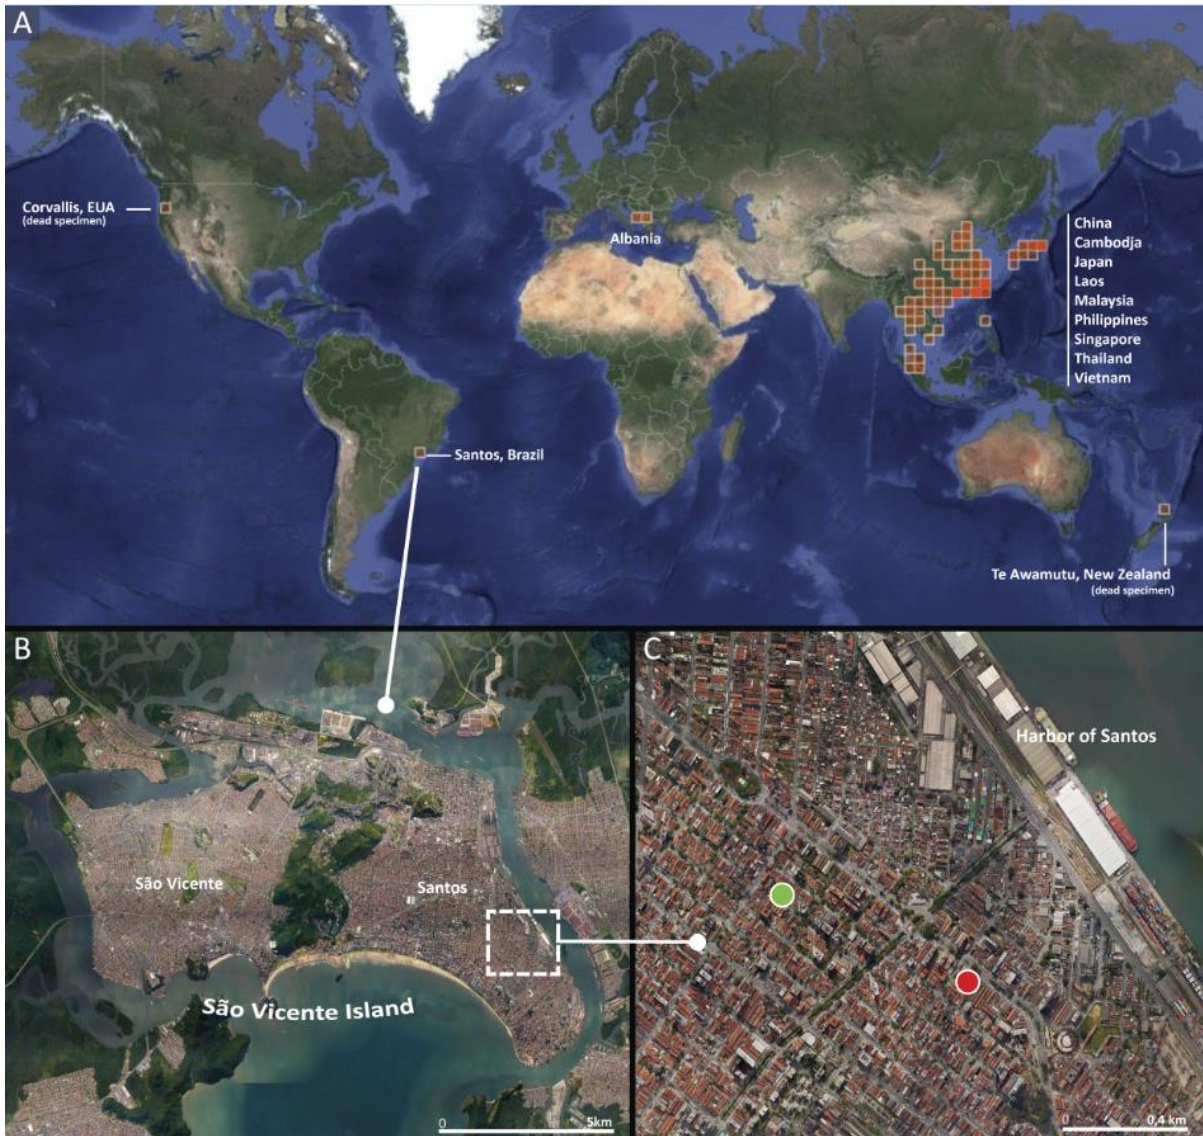 A
Corvallis, EUA
(dead specimen)
Albania
China
Cambodja
Japan
Laos
Malaysia
Philippines
Singapore
Thailand
Vietnam
Santos, Brazil
Te Awamutu, New Zealand
(dead specimen)
B
São Vicente
Santos
São Vicente Island
0
5km
C
Harbor of Santos
0
0,4 km